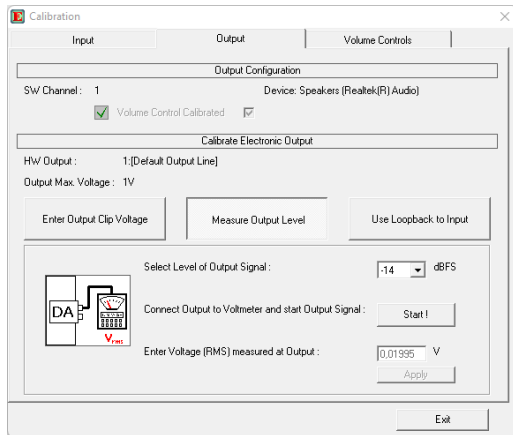 Calibration
Input Output Volume Controls
Output Configuration
SW Channel : 1 Device: Speakers (Realtek(R) Audio)
Volume Control Calibrated
Calibrate Electronic Output
HW Output : 1:[Default Output Line]
Output Max. Voltage : 1V
Enter Output Clip Voltage Measure Output Level Use Loopback to Input
Select Level of Output Signal : -14 dBFS
DA
Connect Output to Voltmeter and start Output Signal : Start !
VRMS
Enter Voltage (RMS) measured at Output : 0,01995 V
Apply
Exit